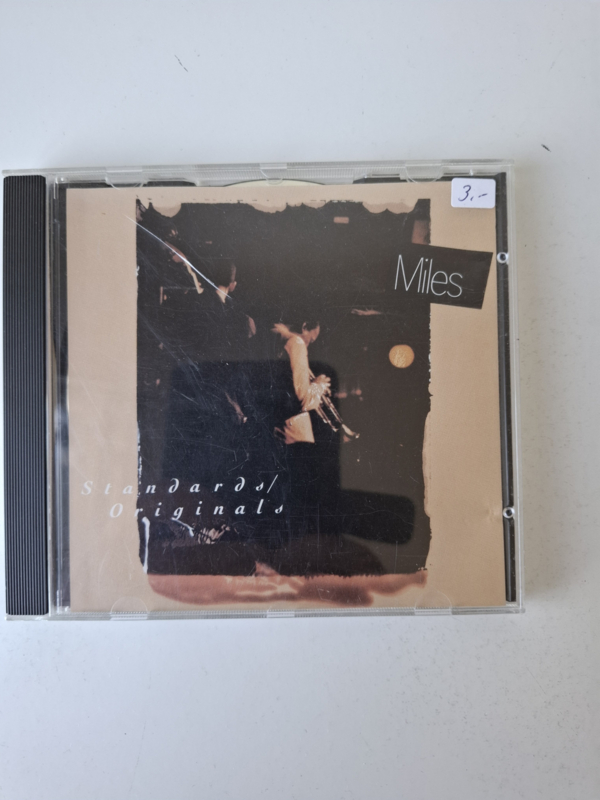 3,-
Miles
Standards/
Originals